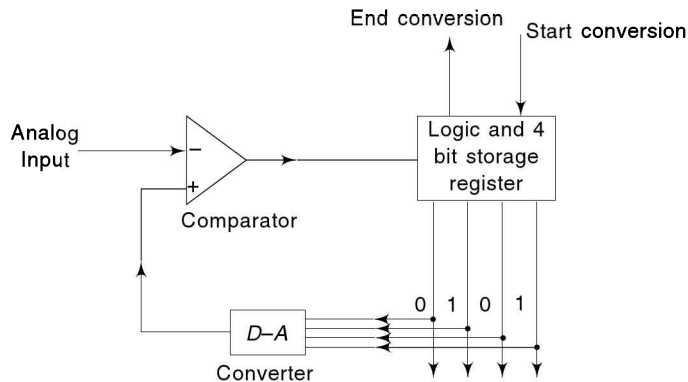 End conversion
Start conversion
Analog
Input
−
+
Comparator
Logic and 4
bit storage
register
0 1 0 1
D–A
Converter